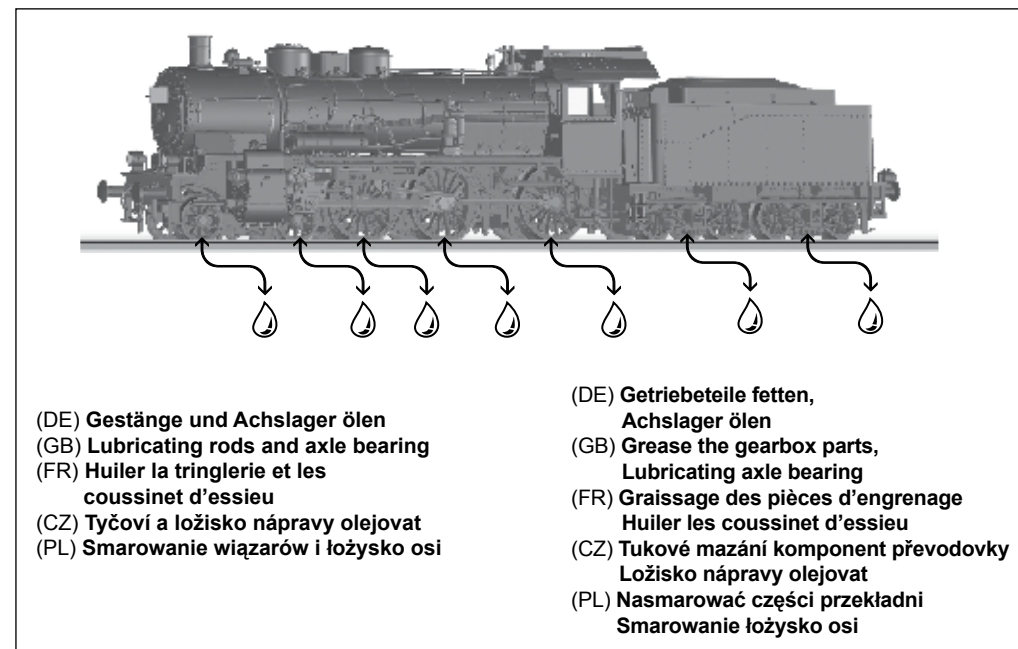 (DE) Gestänge und Achslager ölen
(GB) Lubricating rods and axle bearing
(FR) Huiler la tringlerie et les
coussinet d’essieu
(CZ) Tyčoví a ložisko nápravy olejovat
(PL) Smarowanie wiązarów i łożysko osi
(DE) Getriebeteile fetten,
Achslager ölen
(GB) Grease the gearbox parts,
Lubricating axle bearing
(FR) Graissage des pièces d’engrenage
Huiler les coussinet d’essieu
(CZ) Tukové mazání komponent převodovky
Ložisko nápravy olejovat
(PL) Nasmarować części przekładni
Smarowanie łożysko osi